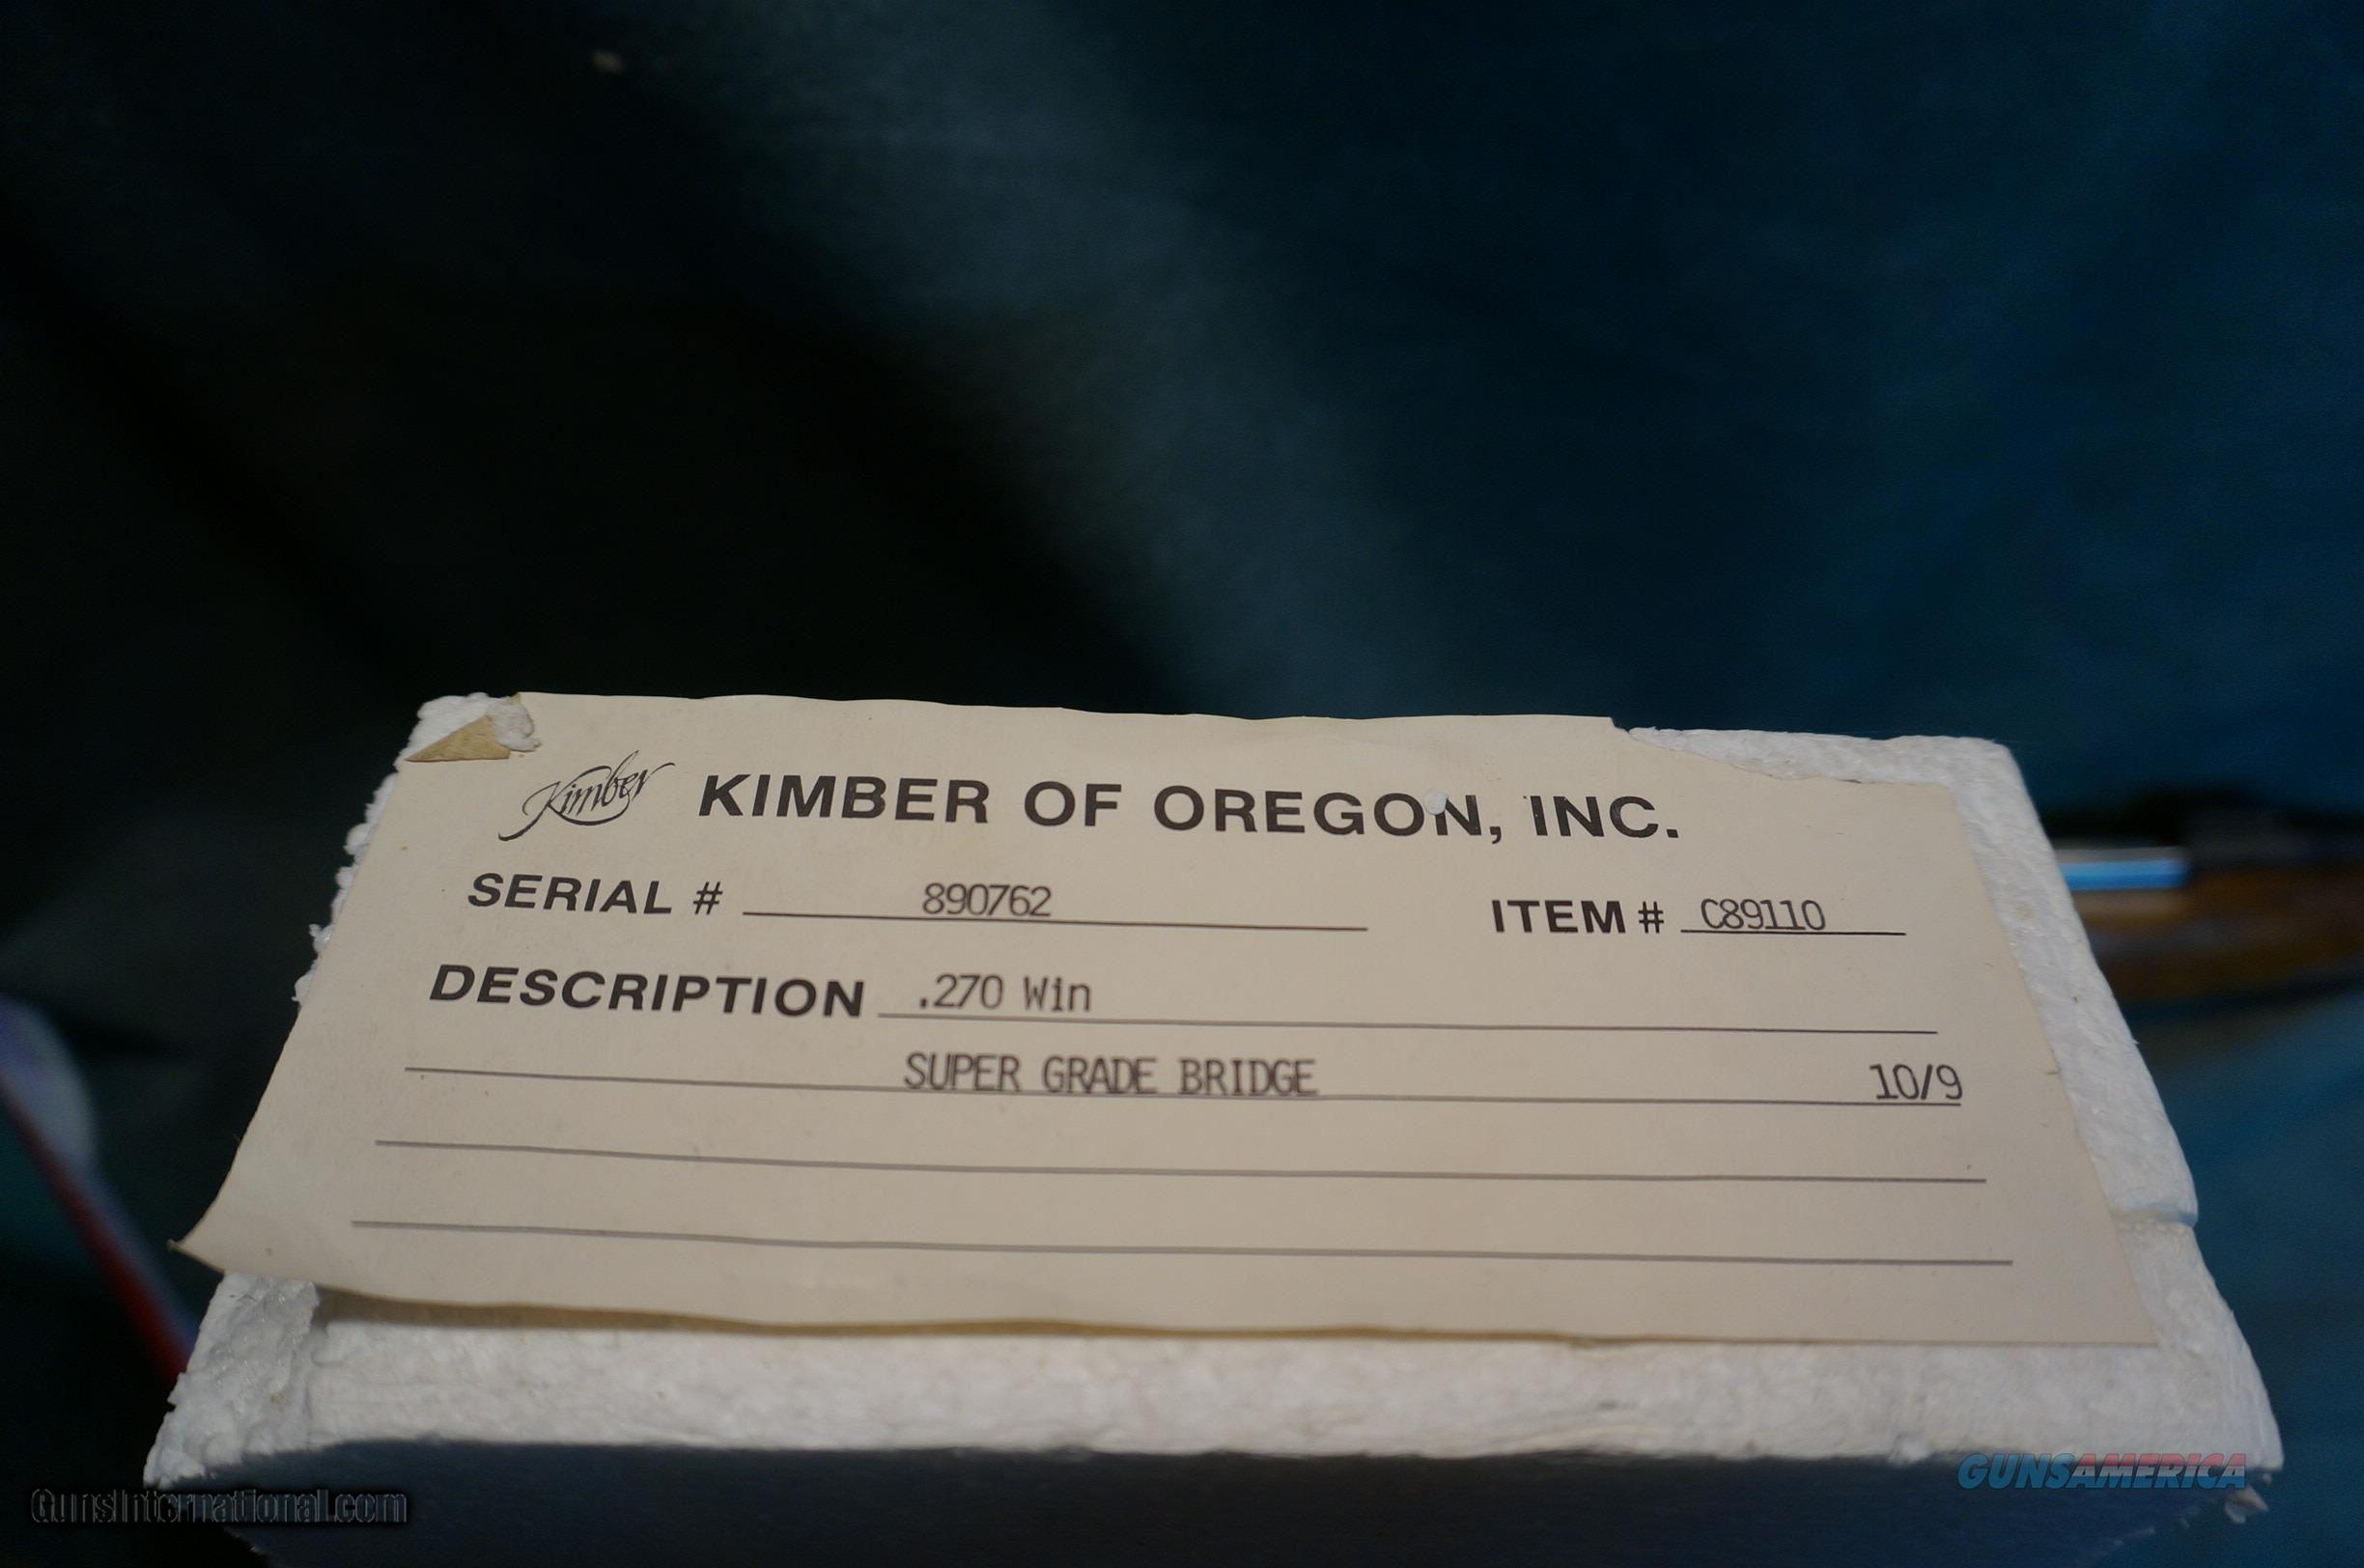 Kimber KIMBER OF OREGON, INC.
SERIAL # 890762 ITEM # C89110
DESCRIPTION .270 Win
SUPER GRADE BRIDGE 10/9
GunsInternational.com
GUNSAMERICA